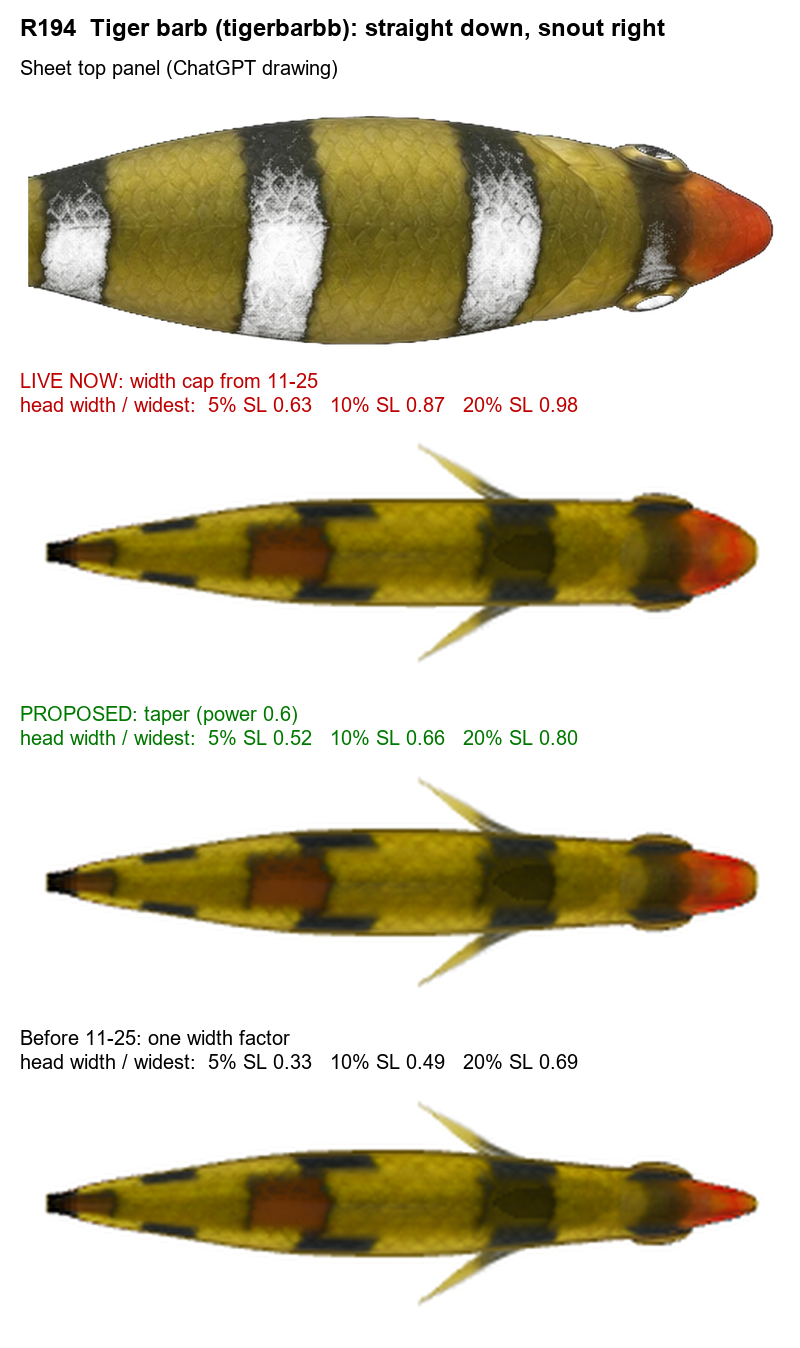 R194  Tiger barb (tigerbarbb): straight down, snout right
Sheet top panel (ChatGPT drawing)
LIVE NOW: width cap from 11-25
head width / widest:  5% SL 0.63   10% SL 0.87   20% SL 0.98
PROPOSED: taper (power 0.6)
head width / widest:  5% SL 0.52   10% SL 0.66   20% SL 0.80
Before 11-25: one width factor
head width / widest:  5% SL 0.33   10% SL 0.49   20% SL 0.69